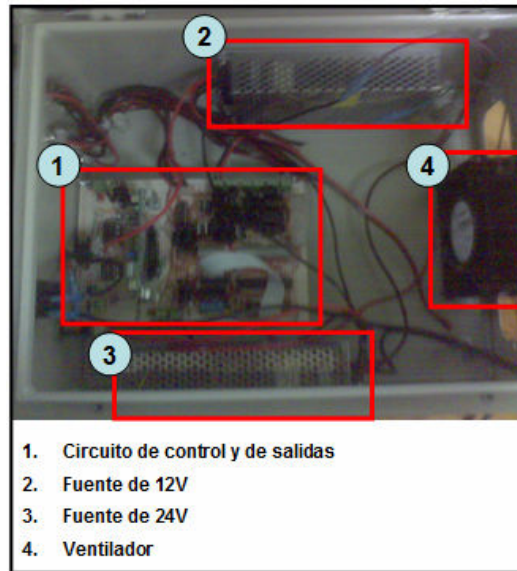 2
1
4
3
1. Circuito de control y de salidas
2. Fuente de 12V
3. Fuente de 24V
4. Ventilador